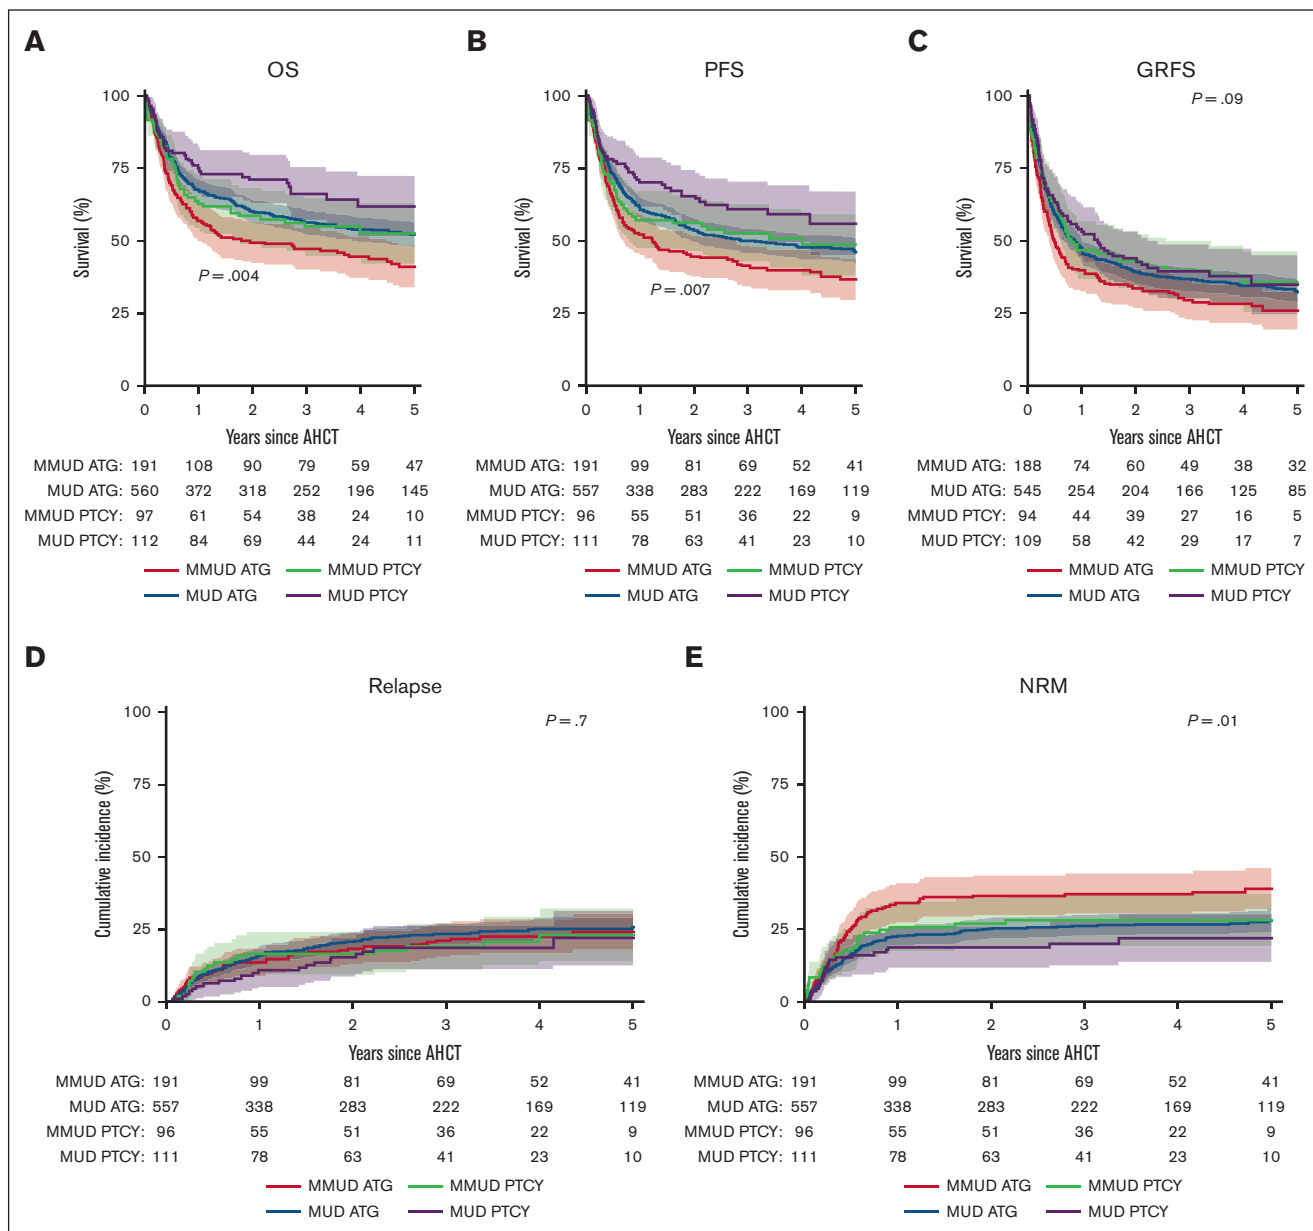 A
OS
Survival (%)
100
75
50
25
0
P = .004
0 1 2 3 4 5
Years since AHCT
MMUD ATG: 191 108 90 79 59 47
MUD ATG: 560 372 318 252 196 145
MMUD PTCY: 97 61 54 38 24 10
MUD PTCY: 112 84 69 44 24 11
MMUD ATG MMUD PTCY
MUD ATG MUD PTCY
B
PFS
Survival (%)
100
75
50
25
0
P = .007
0 1 2 3 4 5
Years since AHCT
MMUD ATG: 191 99 81 69 52 41
MUD ATG: 557 338 283 222 169 119
MMUD PTCY: 96 55 51 36 22 9
MUD PTCY: 111 78 63 41 23 10
MMUD ATG MMUD PTCY
MUD ATG MUD PTCY
C
GRFS
Survival (%)
100
75
50
25
0
P = .09
0 1 2 3 4 5
Years since AHCT
MMUD ATG: 188 74 60 49 38 32
MUD ATG: 545 254 204 166 125 85
MMUD PTCY: 94 44 39 27 16 5
MUD PTCY: 109 58 42 29 17 7
MMUD ATG MMUD PTCY
MUD ATG MUD PTCY
D
Relapse
Cumulative incidence (%)
100
75
50
25
0
P = .7
0 1 2 3 4 5
Years since AHCT
MMUD ATG: 191 99 81 69 52 41
MUD ATG: 557 338 283 222 169 119
MMUD PTCY: 96 55 51 36 22 9
MUD PTCY: 111 78 63 41 23 10
MMUD ATG MMUD PTCY
MUD ATG MUD PTCY
E
NRM
Cumulative incidence (%)
100
75
50
25
0
P = .01
0 1 2 3 4 5
Years since AHCT
MMUD ATG: 191 99 81 69 52 41
MUD ATG: 557 338 283 222 169 119
MMUD PTCY: 96 55 51 36 22 9
MUD PTCY: 111 78 63 41 23 10
MMUD ATG MMUD PTCY
MUD ATG MUD PTCY